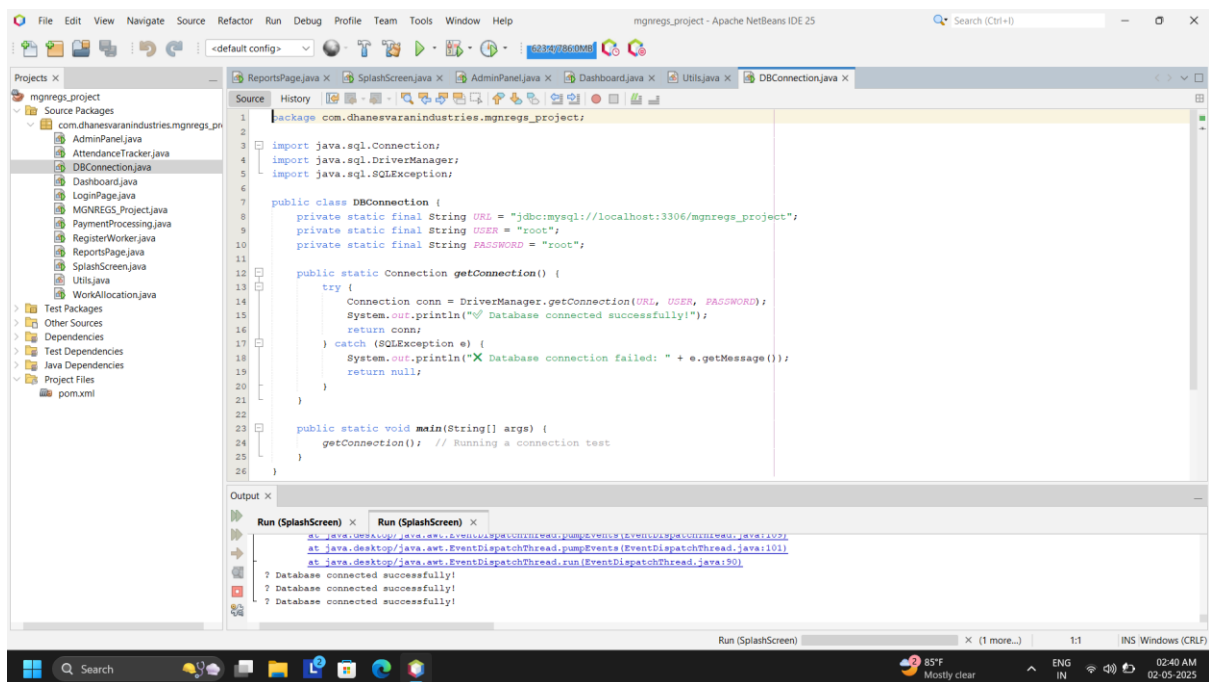 File Edit View Navigate Source Refactor Run Debug Profile Team Tools Window Help
mgnregs_project - Apache NetBeans IDE 25
Search (Ctrl+I)
<default config>
623.4/786.0MB
Projects ×
mgnregs_project
Source Packages
com.dhanesvaranindustries.mgnregs_pr
AdminPanel.java
AttendanceTracker.java
DBConnection.java
Dashboard.java
LoginPage.java
MGNREGS_Project.java
PaymentProcessing.java
RegisterWorker.java
ReportsPage.java
SplashScreen.java
Utils.java
WorkAllocation.java
Test Packages
Other Sources
Dependencies
Test Dependencies
Java Dependencies
Project Files
pom.xml
ReportsPage.java × SplashScreen.java × AdminPanel.java × Dashboard.java × Utils.java × DBConnection.java ×
Source History
1 package com.dhanesvaranindustries.mgnregs_project;
2
3 import java.sql.Connection;
4 import java.sql.DriverManager;
5 import java.sql.SQLException;
6
7 public class DBConnection {
8 private static final String URL = "jdbc:mysql://localhost:3306/mgnregs_project";
9 private static final String USER = "root";
10 private static final String PASSWORD = "root";
11
12 public static Connection getConnection() {
13 try {
14 Connection conn = DriverManager.getConnection(URL, USER, PASSWORD);
15 System.out.println("✅ Database connected successfully!");
16 return conn;
17 } catch (SQLException e) {
18 System.out.println("❌ Database connection failed: " + e.getMessage());
19 return null;
20 }
21 }
22
23 public static void main(String[] args) {
24 getConnection(); // Running a connection test
25 }
26 }
Output ×
Run (SplashScreen) × Run (SplashScreen) ×
at java.desktop/java.awt.EventDispatchThread.pumpEvents(EventDispatchThread.java:109)
at java.desktop/java.awt.EventDispatchThread.pumpEvents(EventDispatchThread.java:101)
at java.desktop/java.awt.EventDispatchThread.run(EventDispatchThread.java:90)
? Database connected successfully!
? Database connected successfully!
? Database connected successfully!
Run (SplashScreen) × (1 more...) 1:1 INS Windows (CRLF)
Search
2
85°F
Mostly clear
ENG
IN
02:40 AM
02-05-2025